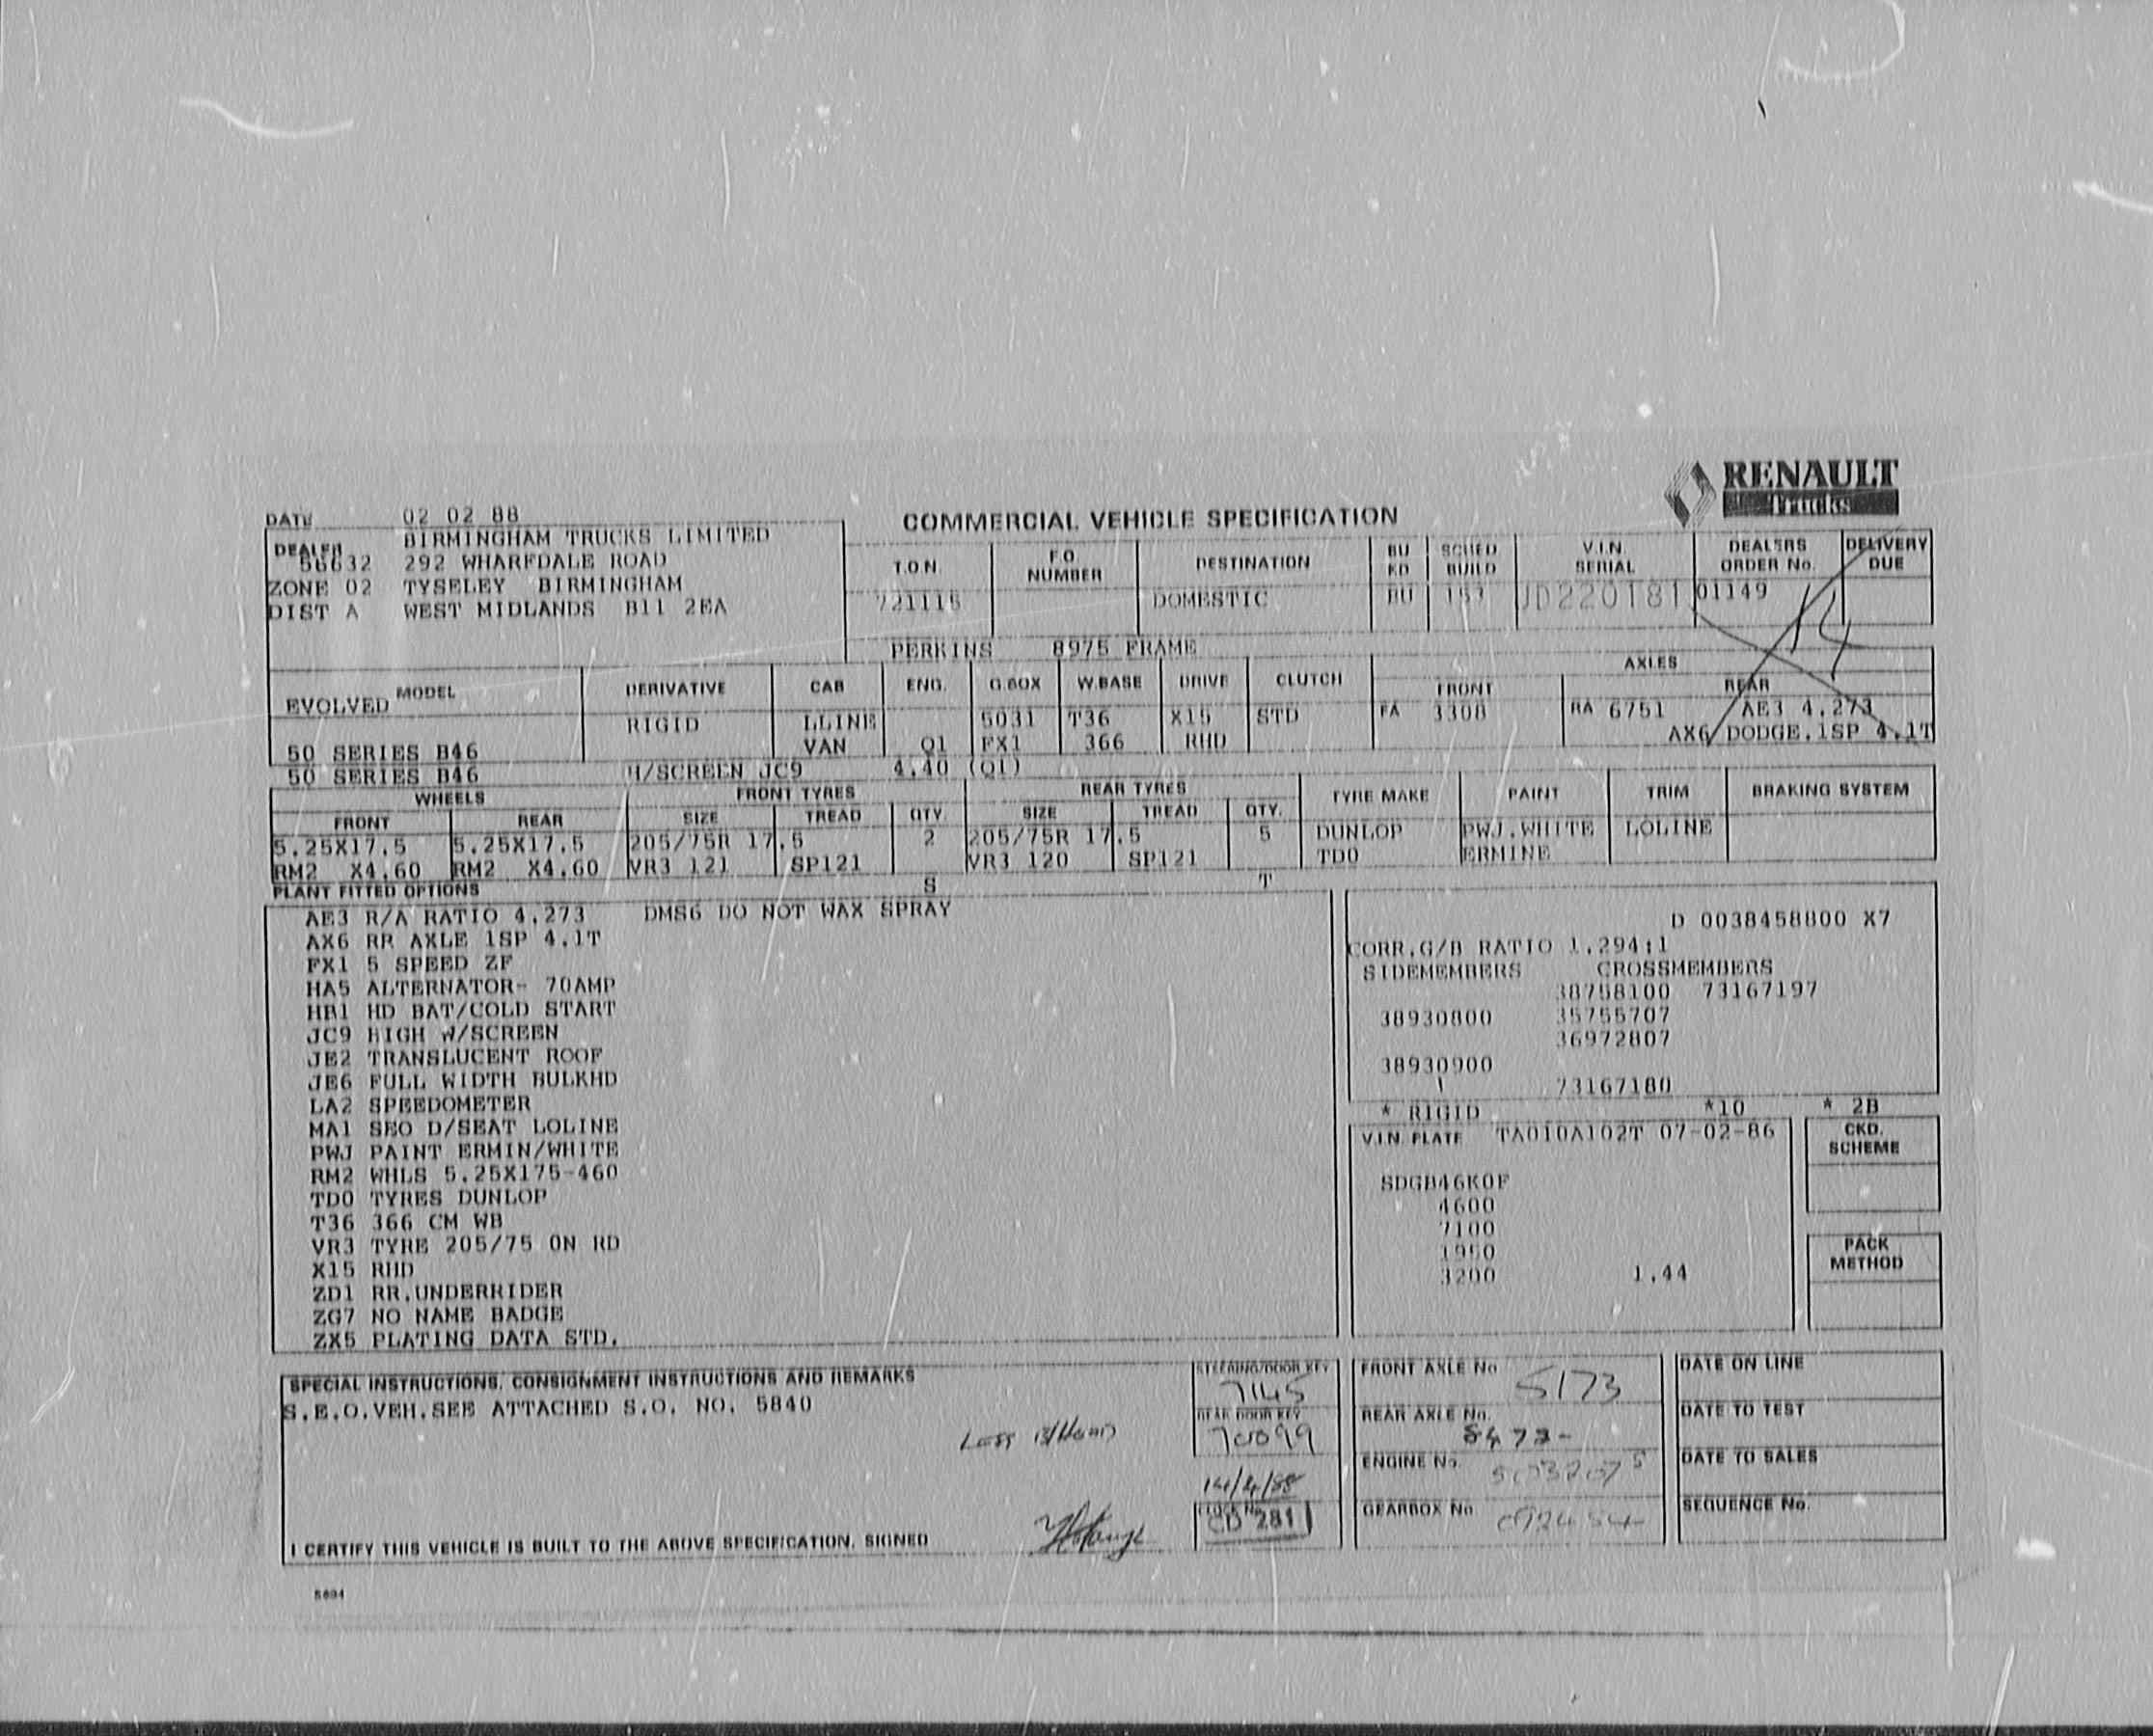 RENAULT
Trucks
COMMERCIAL VEHICLE SPECIFICATION
DATE 02 02 88
DEALER BIRMINGHAM TRUCKS LIMITED
56632 292 WHARFDALE ROAD
ZONE 02 TYSELEY BIRMINGHAM
DIST A WEST MIDLANDS B11 2EA
T.O.N. F.O. NUMBER DESTINATION BU KD SCHED BUILD V.I.N. SERIAL DEALERS ORDER No. DELIVERY DUE
721115 DOMESTIC BU 157 JD220181 01149
PERKINS 8975 FRAME
MODEL DERIVATIVE CAB ENG. G.BOX W.BASE DRIVE CLUTCH AXLES FRONT REAR
EVOLVED RIGID LLINE 5031 T36 X15 STD FA 3308 RA 6751 AE3 4.273
50 SERIES B46 VAN Q1 FX1 366 RHD AX6 DODGE.1SP 4.1T
50 SERIES B46 H/SCREEN JC9 4.40 (Q1)
WHEELS FRONT TYRES REAR TYRES TYRE MAKE PAINT TRIM BRAKING SYSTEM
FRONT REAR SIZE TREAD QTY SIZE TREAD QTY.
5.25X17.5 5.25X17.5 205/75R 17.5 2 205/75R 17.5 5 DUNLOP PWJ.WHITE LOLINE
RM2 X4.60 RM2 X4.60 VR3 121 SP121 VR3 120 SP121 TD0 ERMINE
S T
PLANT FITTED OPTIONS
AE3 R/A RATIO 4.273 DMS6 DO NOT WAX SPRAY
AX6 RR AXLE 1SP 4.1T
FX1 5 SPEED ZF
HA5 ALTERNATOR- 70AMP
HB1 HD BAT/COLD START
JC9 HIGH W/SCREEN
JE2 TRANSLUCENT ROOF
JE6 FULL WIDTH BULKHD
LA2 SPEEDOMETER
MA1 SEO D/SEAT LOLINE
PWJ PAINT ERMIN/WHITE
RM2 WHLS 5.25X175-460
TD0 TYRES DUNLOP
T36 366 CM WB
VR3 TYRE 205/75 ON RD
X15 RHD
ZD1 RR.UNDERRIDER
ZG7 NO NAME BADGE
ZX5 PLATING DATA STD.
D 0038458800 X7
CORR.G/B RATIO 1.294:1
SIDEMEMBERS CROSSMEMBERS
38758100 73167197
38930800 35755707
36972807
38930900
73167180
* RIGID *10 * 2B
V.I.N. PLATE TA010A102T 07-02-86
SDGB46K0F
4600
7100
1950
3200 1.44
CKD. SCHEME
PACK METHOD
SPECIAL INSTRUCTIONS, CONSIGNMENT INSTRUCTIONS AND REMARKS
S.E.O.VEH.SEE ATTACHED S.O. NO. 5840
I CERTIFY THIS VEHICLE IS BUILT TO THE ABOVE SPECIFICATION. SIGNED
STEERING/DOOR KEY
7145
REAR DOOR KEY
70099
14/4/88
281
FRONT AXLE No 5173
REAR AXLE No.
ENGINE No.
GEARBOX No
DATE ON LINE
DATE TO TEST
DATE TO SALES
SEQUENCE No.
5694